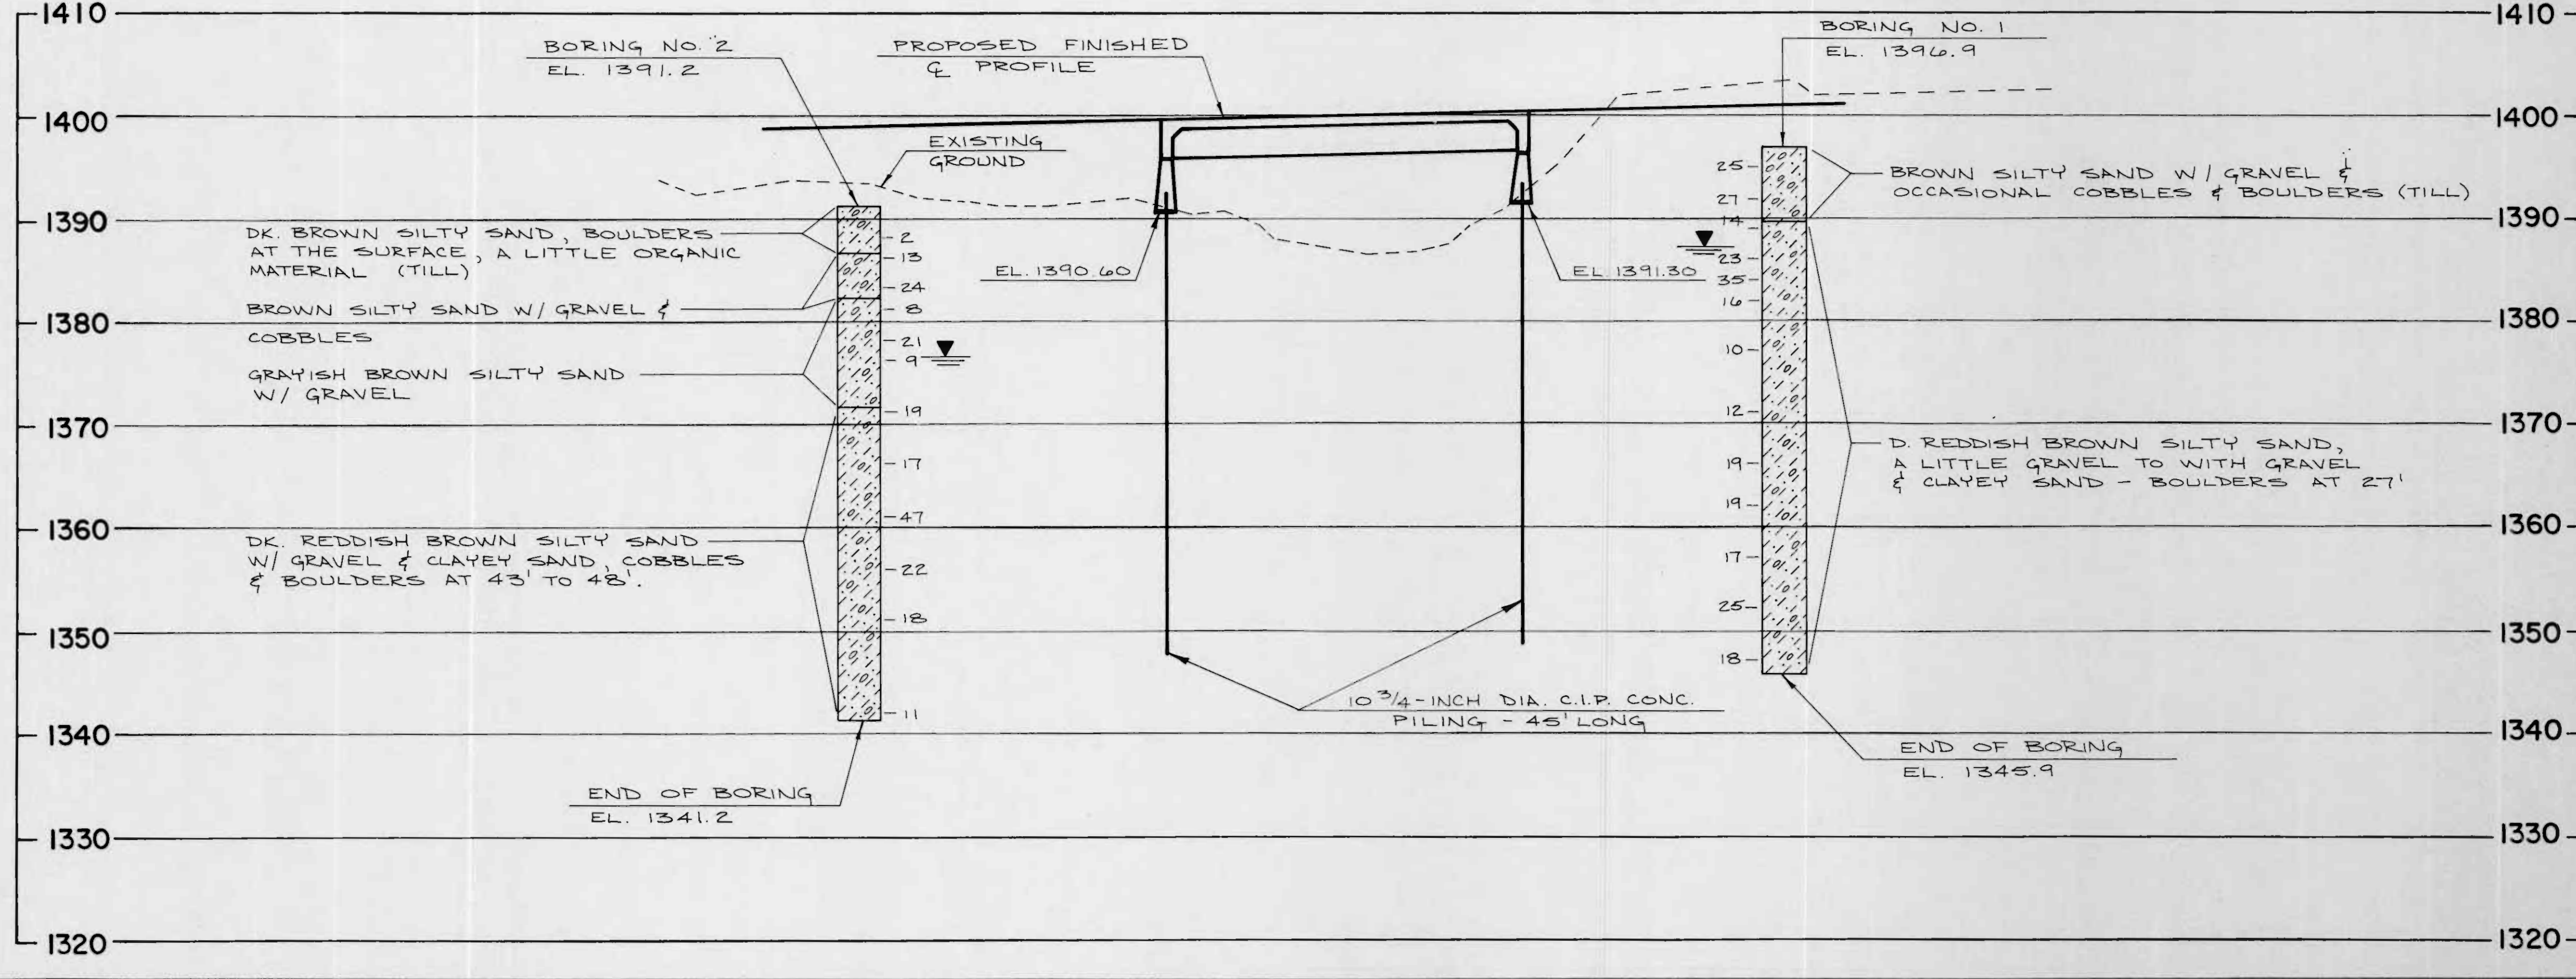 1410
1410
BORING NO. 2
EL. 1391.2
PROPOSED FINISHED
℄ PROFILE
BORING NO. 1
EL. 1396.9
1400
1400
EXISTING
GROUND
25
27
14
23
35
16
10
12
19
19
17
25
18
BROWN SILTY SAND W/ GRAVEL &
OCCASIONAL COBBLES & BOULDERS (TILL)
1390
1390
DK. BROWN SILTY SAND, BOULDERS
AT THE SURFACE, A LITTLE ORGANIC
MATERIAL (TILL)
2
13
24
8
21
9
19
17
47
22
18
11
EL. 1390.60
EL. 1391.30
BROWN SILTY SAND W/ GRAVEL &
COBBLES
1380
1380
GRAYISH BROWN SILTY SAND
W/ GRAVEL
1370
1370
D. REDDISH BROWN SILTY SAND,
A LITTLE GRAVEL TO WITH GRAVEL
& CLAYEY SAND - BOULDERS AT 27'
1360
1360
DK. REDDISH BROWN SILTY SAND
W/ GRAVEL & CLAYEY SAND, COBBLES
& BOULDERS AT 43' TO 48'.
1350
1350
10 3/4-INCH DIA. C.I.P. CONC.
PILING - 45' LONG
1340
1340
END OF BORING
EL. 1345.9
END OF BORING
EL. 1341.2
1330
1330
1320
1320